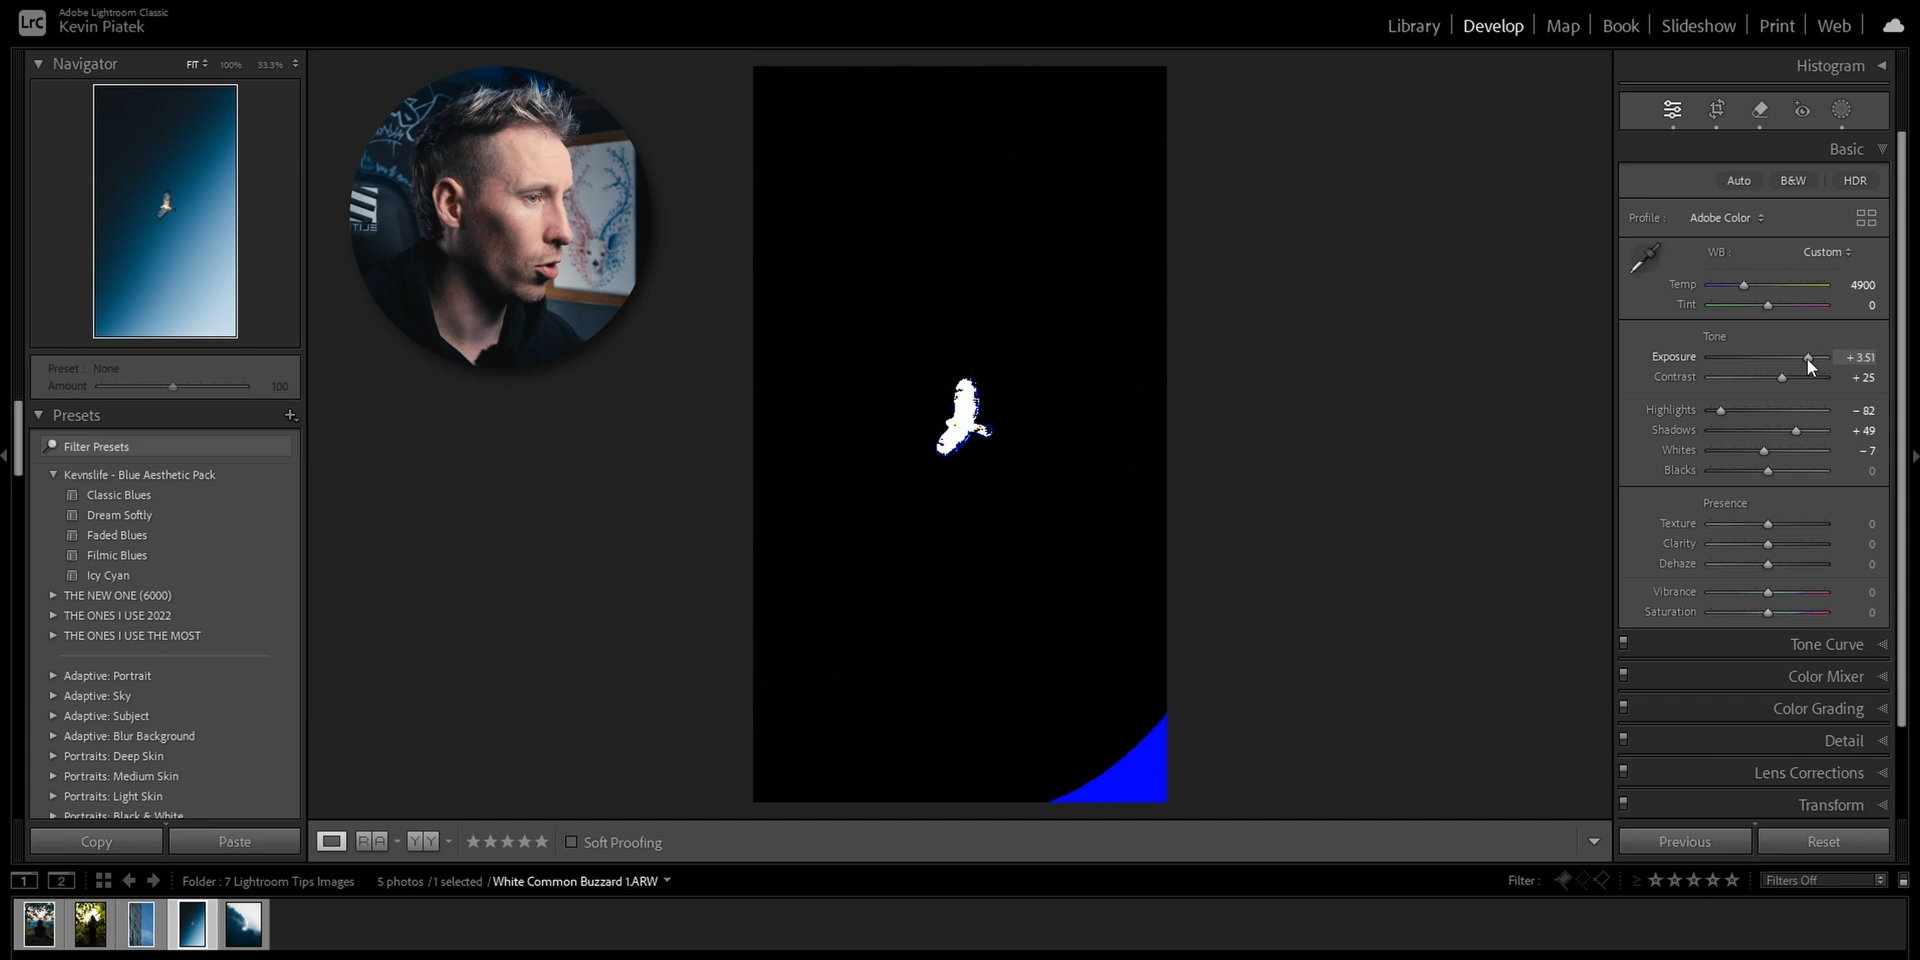 LrC
Adobe Lightroom Classic
Kevin Piatek
Library
Develop
Map
Book
Slideshow
Print
Web
Navigator
FIT
100%
33.3%
Preset : None
Amount
100
Presets
Filter Presets
Kevnslife - Blue Aesthetic Pack
Classic Blues
Dream Softly
Faded Blues
Filmic Blues
Icy Cyan
THE NEW ONE (6000)
THE ONES I USE 2022
THE ONES I USE THE MOST
Adaptive: Portrait
Adaptive: Sky
Adaptive: Subject
Adaptive: Blur Background
Portraits: Deep Skin
Portraits: Medium Skin
Portraits: Light Skin
Portraits: Black & White
Copy
Paste
Histogram
Basic
Auto
B&W
HDR
Profile : Adobe Color
WB : Custom
Temp 4900
Tint 0
Tone
Exposure + 3.51
Contrast + 25
Highlights − 82
Shadows + 49
Whites − 7
Blacks 0
Presence
Texture 0
Clarity 0
Dehaze 0
Vibrance 0
Saturation 0
Tone Curve
Color Mixer
Color Grading
Detail
Lens Corrections
Transform
Previous
Reset
R A
Y Y
Soft Proofing
1
2
Folder : 7 Lightroom Tips Images
5 photos / 1 selected / White Common Buzzard 1.ARW
Filter :
≥
Filters Off